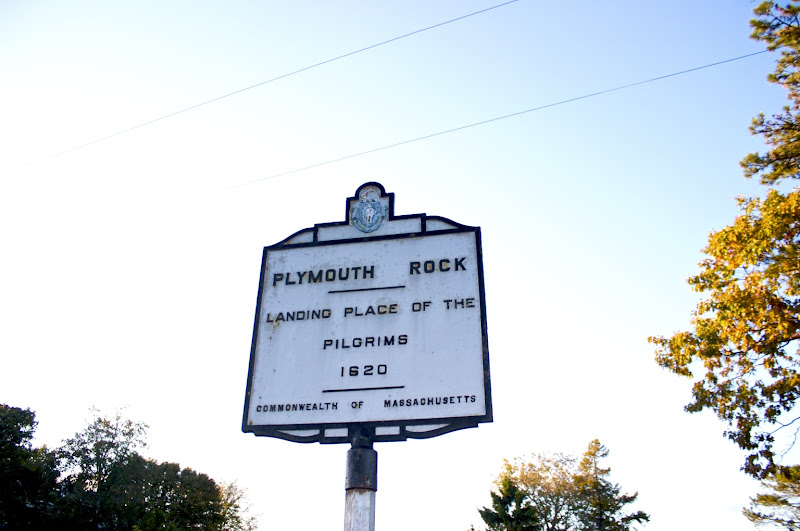 PLYMOUTH ROCK
LANDING PLACE OF THE
PILGRIMS
1620
COMMONWEALTH OF MASSACHUSETTS